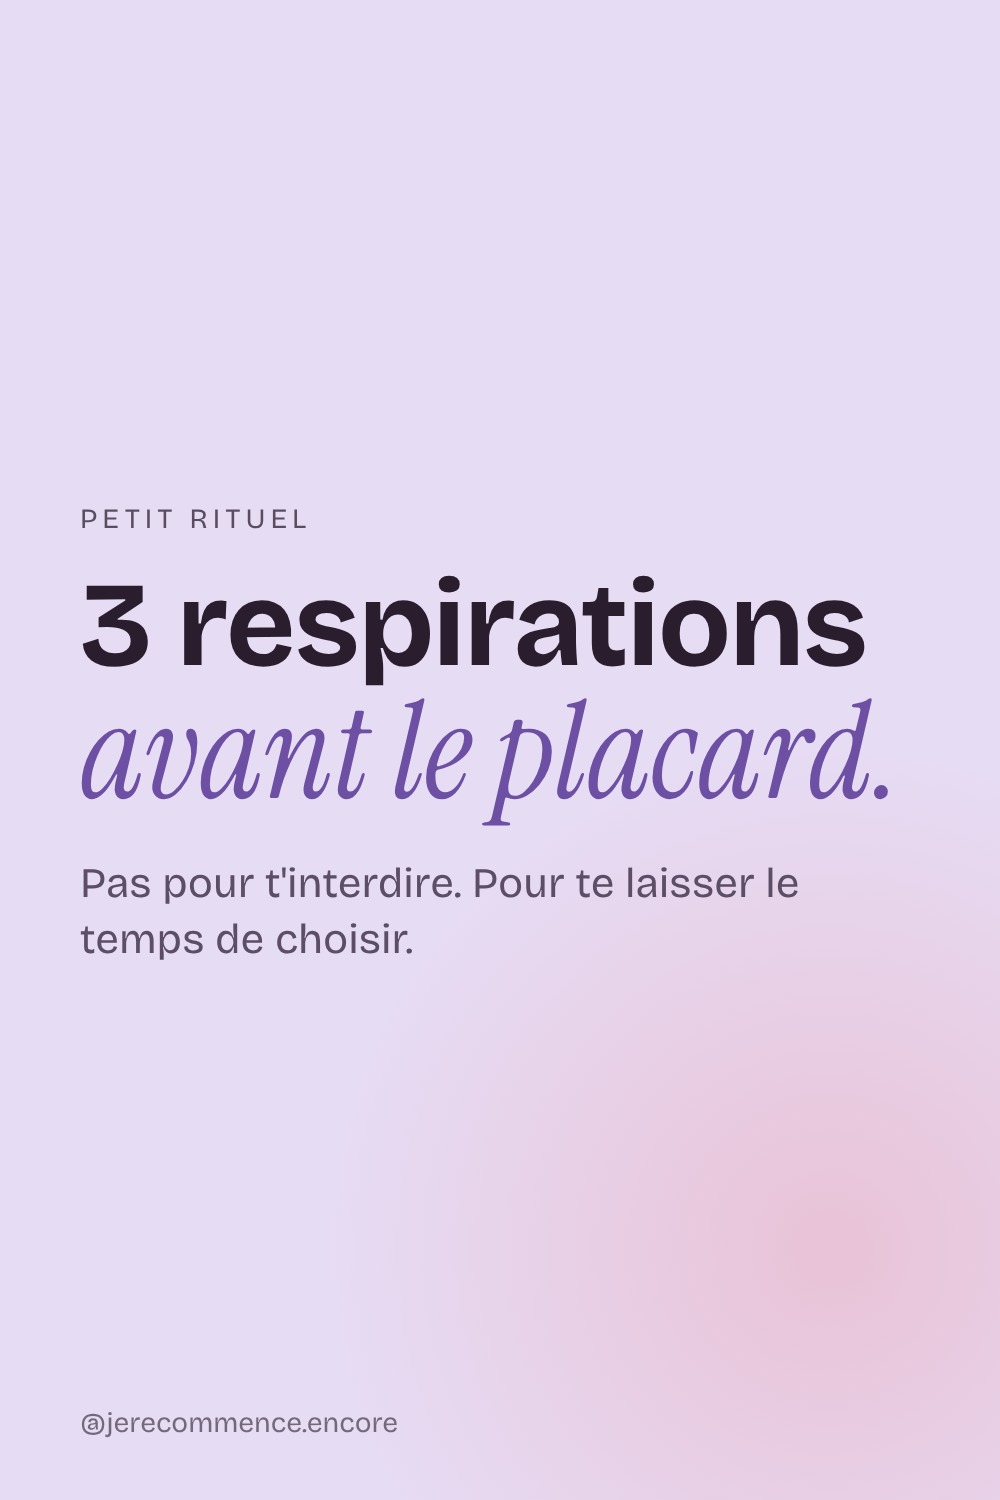 PETIT RITUEL
3 respirations
avant le placard.
Pas pour t'interdire. Pour te laisser le
temps de choisir.
@jerecommence.encore